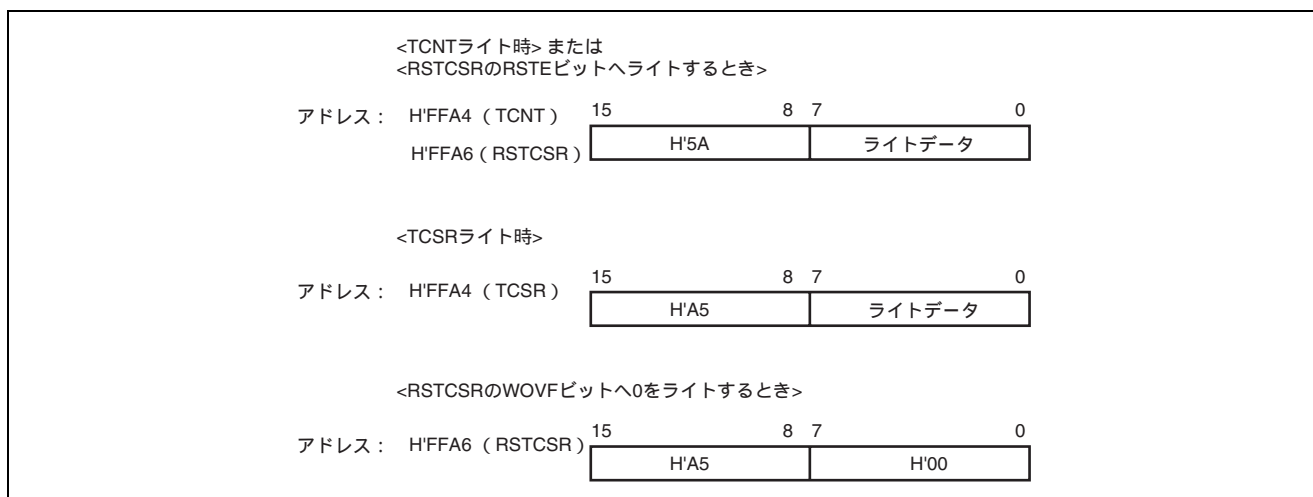 <TCNTライト時> または
<RSTCSRのRSTEビットへライトするとき>
アドレス： H'FFA4 （TCNT） 15 8 7 0
H'FFA6（RSTCSR） H'5A ライトデータ
<TCSRライト時>
15 8 7 0
アドレス： H'FFA4 （TCSR）
H'A5 ライトデータ
<RSTCSRのWOVFビットへ0をライトするとき>
15 8 7 0
アドレス： H'FFA6 （RSTCSR）
H'A5 H'00